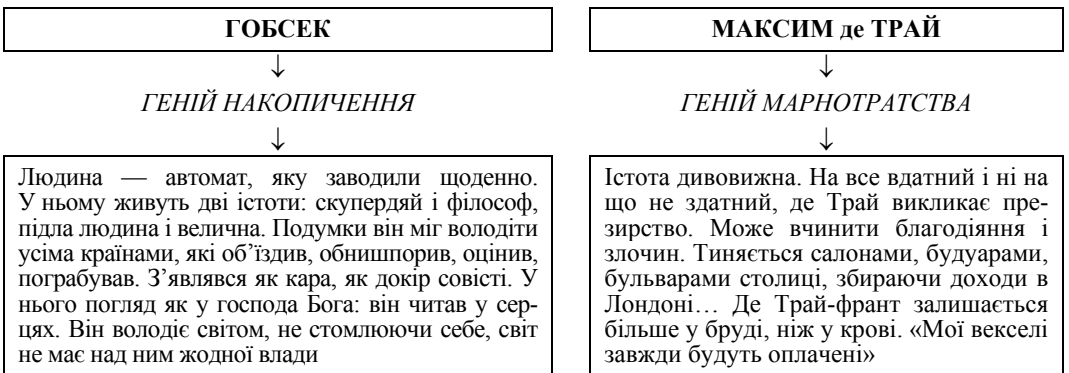 ГОБСЕК
↓
ГЕНІЙ НАКОПИЧЕННЯ
↓
Людина — автомат, яку заводили щоденно.
У ньому живуть дві істоти: скупердяй і філософ,
підла людина і велична. Подумки він міг володіти
усіма країнами, які об’їздив, обнишпорив, оцінив,
пограбував. З’являвся як кара, як докір совісті. У
нього погляд як у господа Бога: він читав у сер-
цях. Він володіє світом, не стомлюючи себе, світ
не має над ним жодної влади
МАКСИМ де ТРАЙ
↓
ГЕНІЙ МАРНОТРАТСТВА
↓
Істота дивовижна. На все вдатний і ні на
що не здатний, де Трай викликає пре-
зирство. Може вчинити благодіяння і
злочин. Тиняється салонами, будуарами,
бульварами столиці, збираючи доходи в
Лондоні… Де Трай-франт залишається
більше у бруді, ніж у крові. «Мої векселі
завжди будуть оплачені»